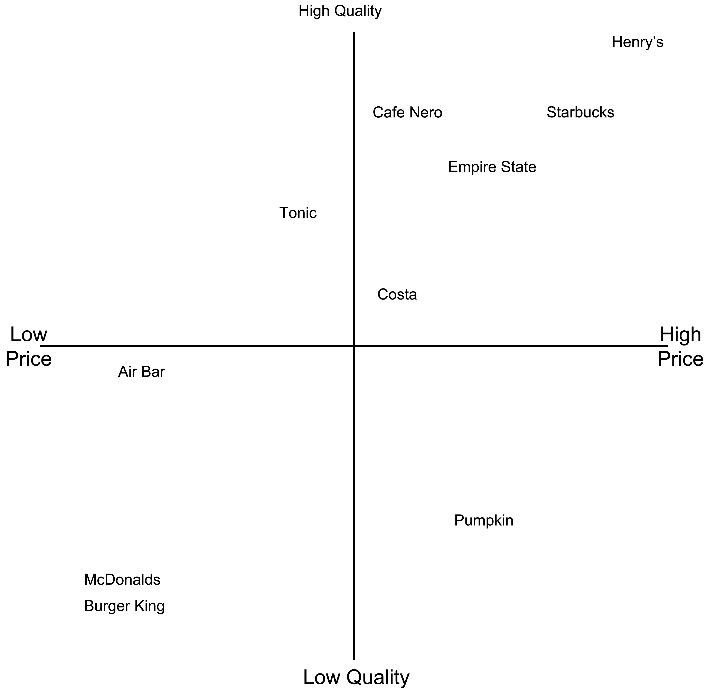 High Quality
Henry's
Cafe Nero
Starbucks
Empire State
Tonic
Costa
Low
Price
High
Price
Air Bar
Pumpkin
McDonalds
Burger King
Low Quality